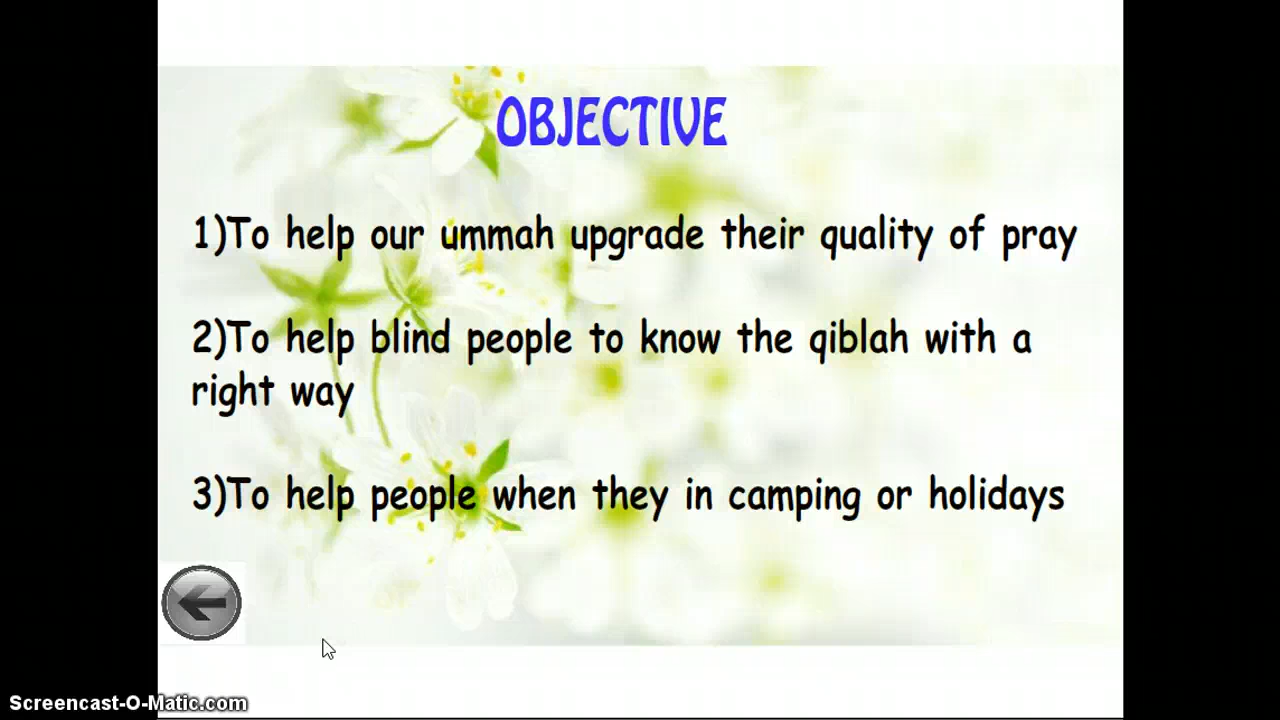 OBJECTIVE
1)To help our ummah upgrade their quality of pray
2)To help blind people to know the qiblah with a
right way
3)To help people when they in camping or holidays
Screencast-O-Matic.com